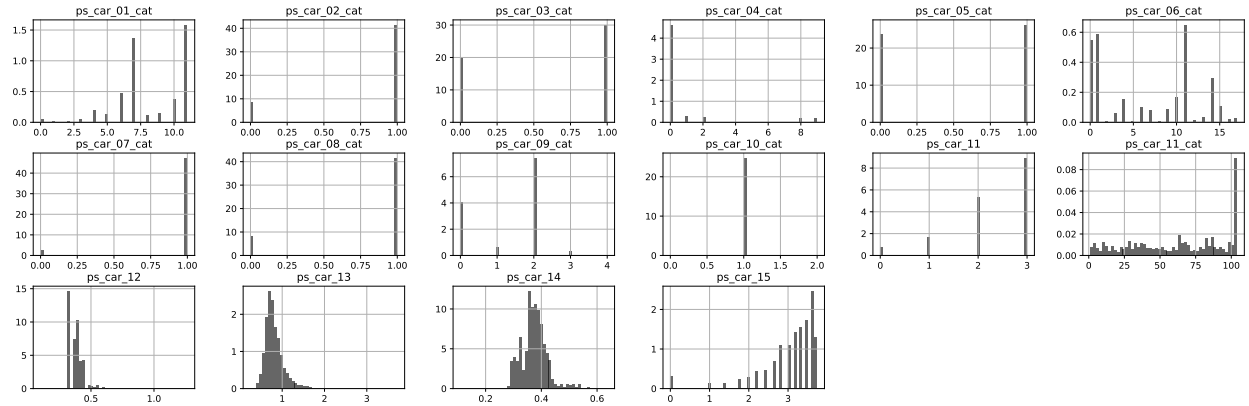 ps_car_01_cat ps_car_02_cat ps_car_03_cat ps_car_04_cat ps_car_05_cat ps_car_06_cat
1.5 40 30 4 20 0.6
1.0 30 20 3 0.4
20 2 10
0.5 10 10 1 0.2
0.0 0 0 0 0 0.0
0.0 2.5 5.0 7.5 10.0 0.00 0.25 0.50 0.75 1.00 0.00 0.25 0.50 0.75 1.00 0 2 4 6 8 0.00 0.25 0.50 0.75 1.00 0 5 10 15
ps_car_07_cat ps_car_08_cat ps_car_09_cat ps_car_10_cat ps_car_11 ps_car_11_cat
40 40 6 20 8 0.08
30 30 6 0.06
20 20 4 10 4 0.04
10 10 2 2 0.02
0 0 0 0 0 0.00
0.00 0.25 0.50 0.75 1.00 0.00 0.25 0.50 0.75 1.00 0 1 2 3 4 0.0 0.5 1.0 1.5 2.0 0 1 2 3 0 25 50 75 100
ps_car_12 ps_car_13 ps_car_14 ps_car_15
15 2 10 2
10
5 1 5 1
0 0 0 0
0.5 1.0 1 2 3 0.2 0.4 0.6 0 1 2 3